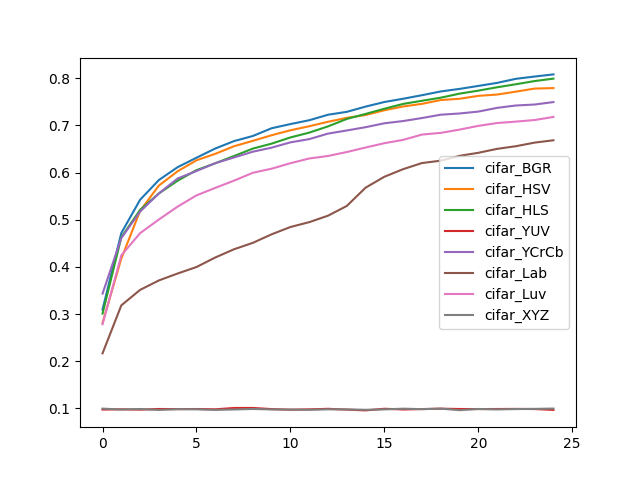 0.8
0.7
0.6
0.5
0.4
0.3
0.2
0.1
0 5 10 15 20 25
cifar_BGR
cifar_HSV
cifar_HLS
cifar_YUV
cifar_YCrCb
cifar_Lab
cifar_Luv
cifar_XYZ